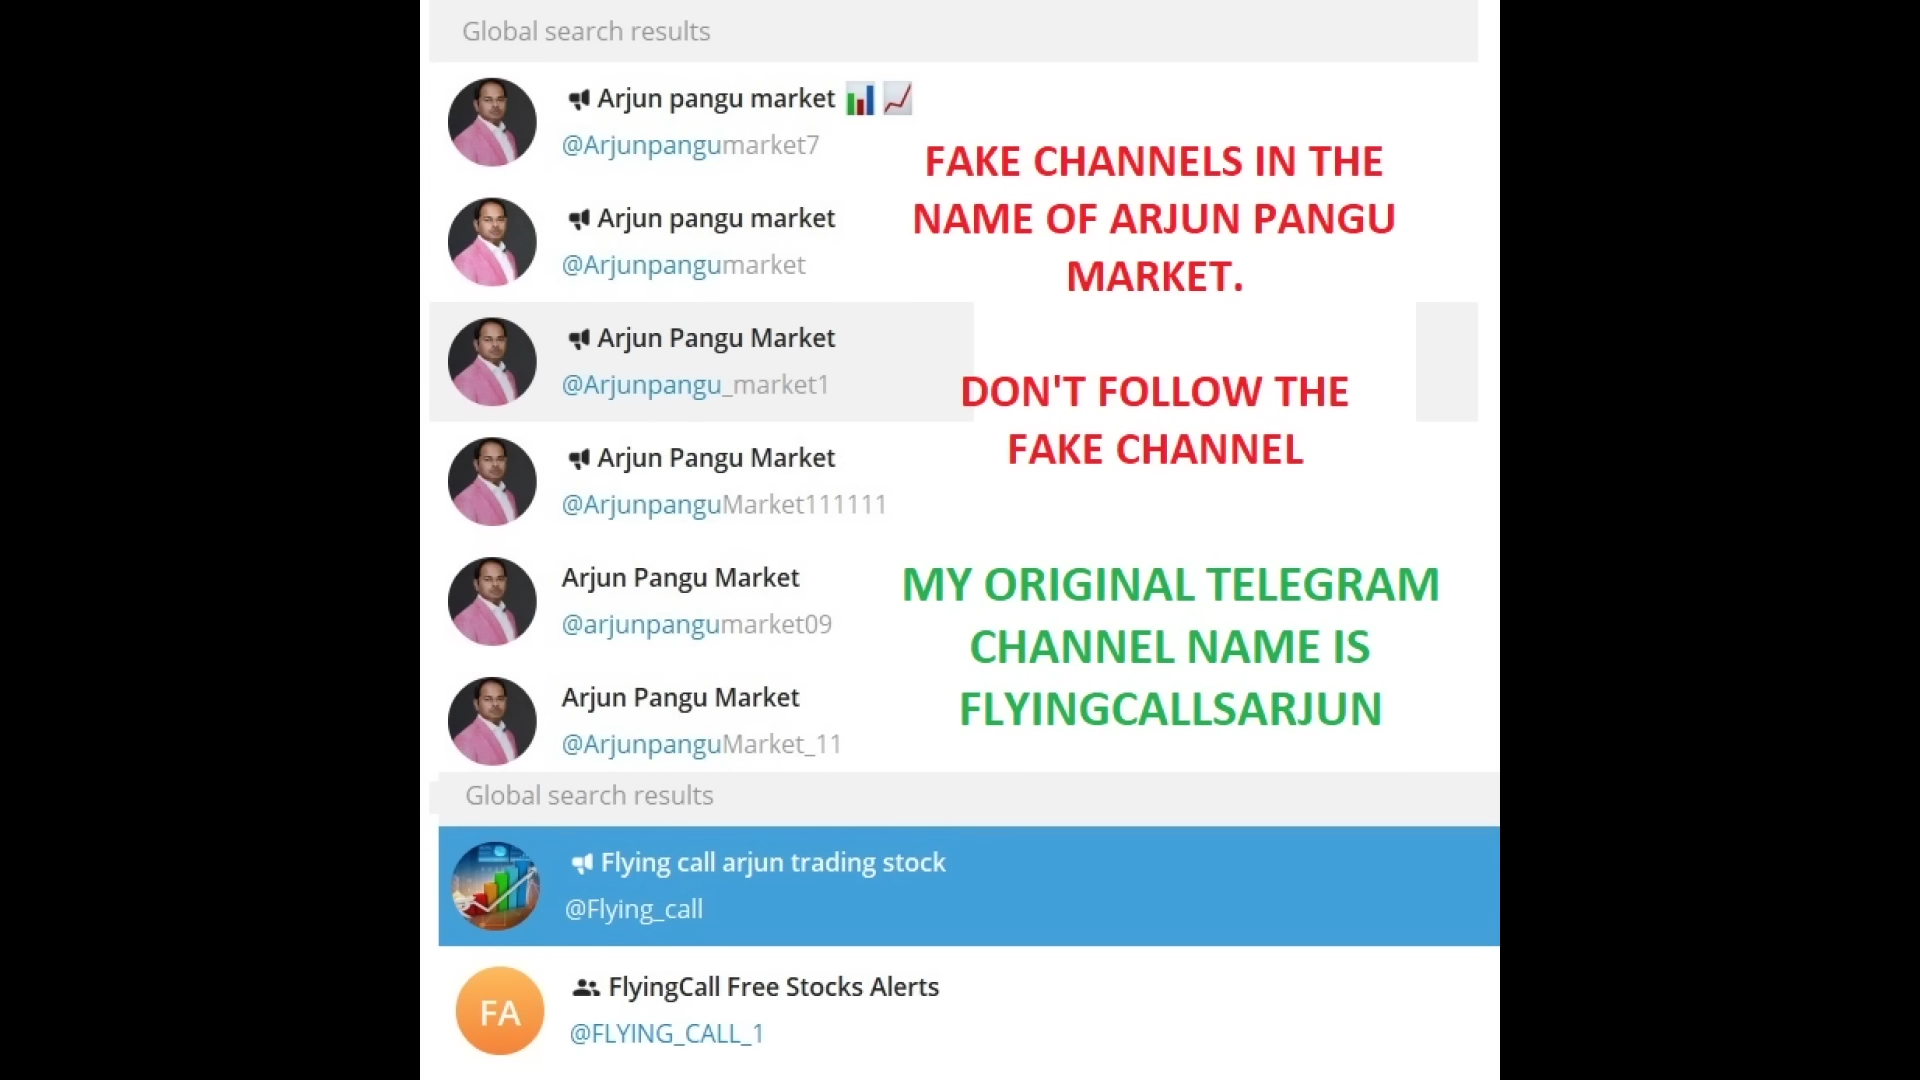 Global search results
Arjun pangu market
@Arjunpangumarket7
FAKE CHANNELS IN THE
NAME OF ARJUN PANGU
MARKET.
Arjun pangu market
@Arjunpangumarket
Arjun Pangu Market
@Arjunpangu_market1
DON'T FOLLOW THE
FAKE CHANNEL
Arjun Pangu Market
@ArjunpanguMarket111111
Arjun Pangu Market
@arjunpangumarket09
MY ORIGINAL TELEGRAM
CHANNEL NAME IS
FLYINGCALLSARJUN
Arjun Pangu Market
@ArjunpanguMarket_11
Global search results
Flying call arjun trading stock
@Flying_call
FA
FlyingCall Free Stocks Alerts
@FLYING_CALL_1